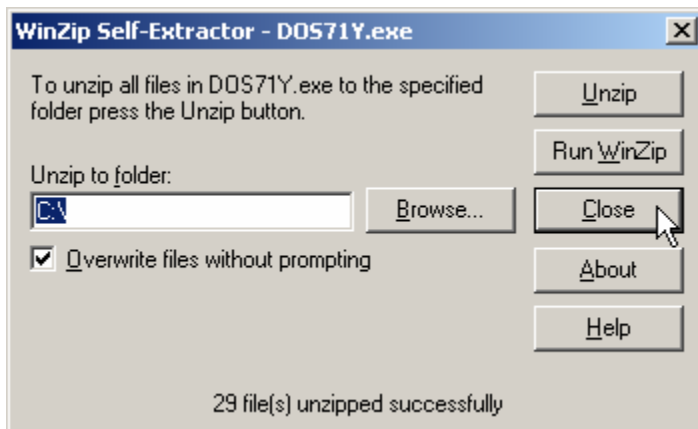 WinZip Self-Extractor - DOS71Y.exe
To unzip all files in DOS71Y.exe to the specified
folder press the Unzip button.
Unzip
Run WinZip
Unzip to folder:
C:\
Browse...
Close
Overwrite files without prompting
About
Help
29 file(s) unzipped successfully